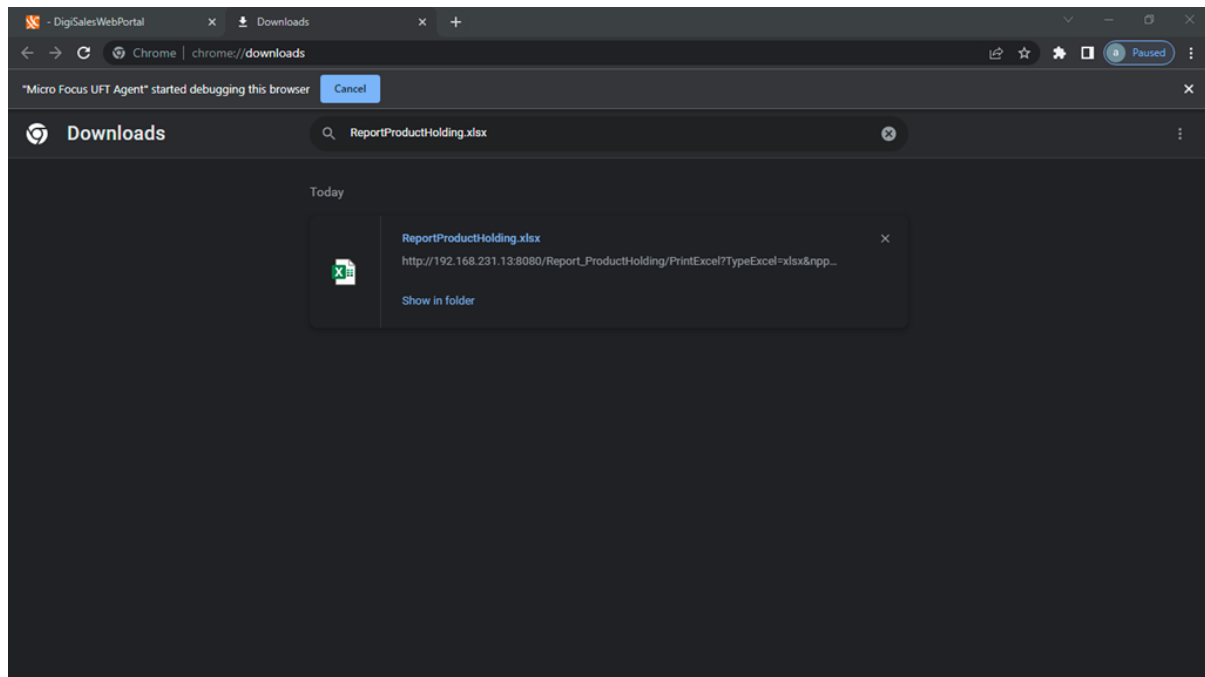 - DigiSalesWebPortal
Downloads
Chrome | chrome://downloads
a Paused
"Micro Focus UFT Agent" started debugging this browser Cancel
Downloads
ReportProductHolding.xlsx
Today
ReportProductHolding.xlsx
http://192.168.231.13:8080/Report_ProductHolding/PrintExcel?TypeExcel=xlsx&npp...
Show in folder